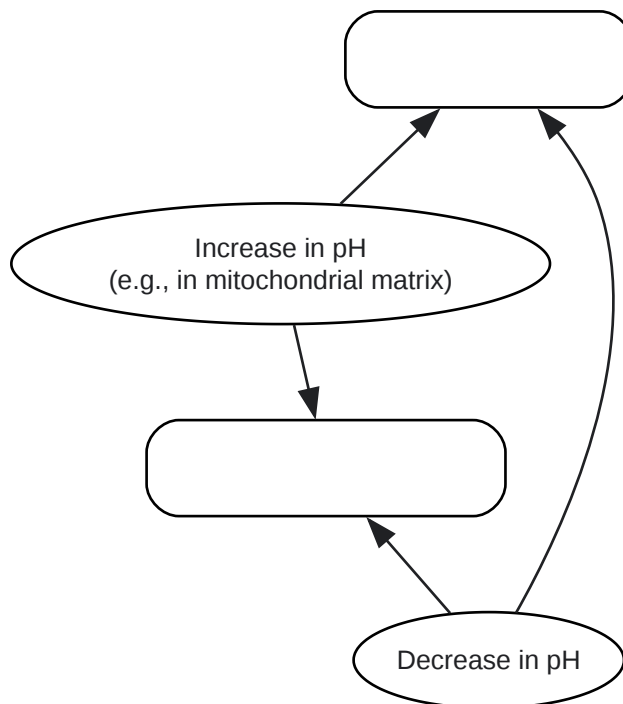 Increase in pH
(e.g., in mitochondrial matrix)
Decrease in pH